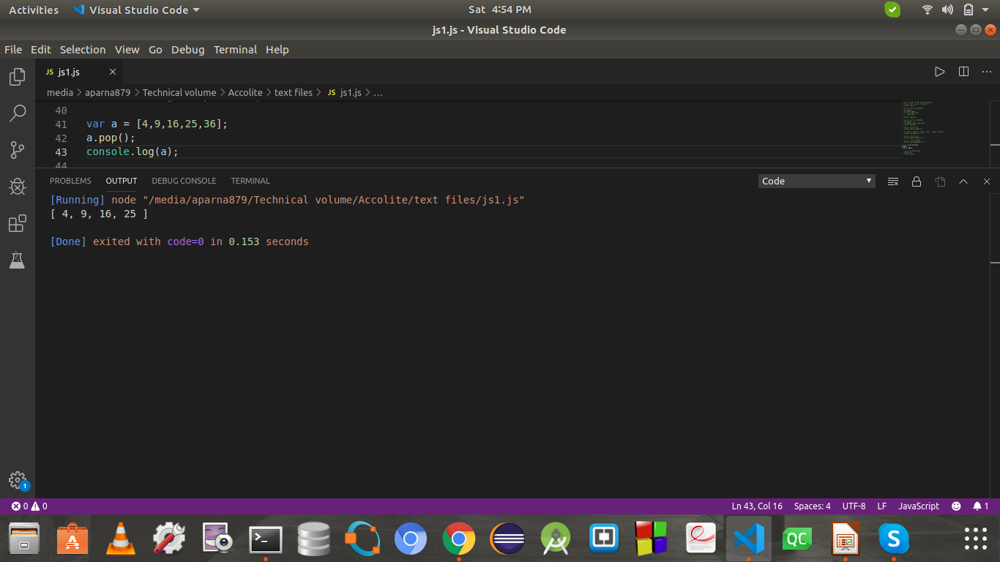 Activities Visual Studio Code Sat 4:54 PM
js1.js - Visual Studio Code
File Edit Selection View Go Debug Terminal Help
JS js1.js
media aparna879 Technical volume Accolite text files JS js1.js ...
40
41 var a = [4,9,16,25,36];
42 a.pop();
43 console.log(a);
44
PROBLEMS OUTPUT DEBUG CONSOLE TERMINAL Code
[Running] node "/media/aparna879/Technical volume/Accolite/text files/js1.js"
[ 4, 9, 16, 25 ]
[Done] exited with code=0 in 0.153 seconds
1
0 0 Ln 43, Col 16 Spaces: 4 UTF-8 LF JavaScript 1
A >_ QC S